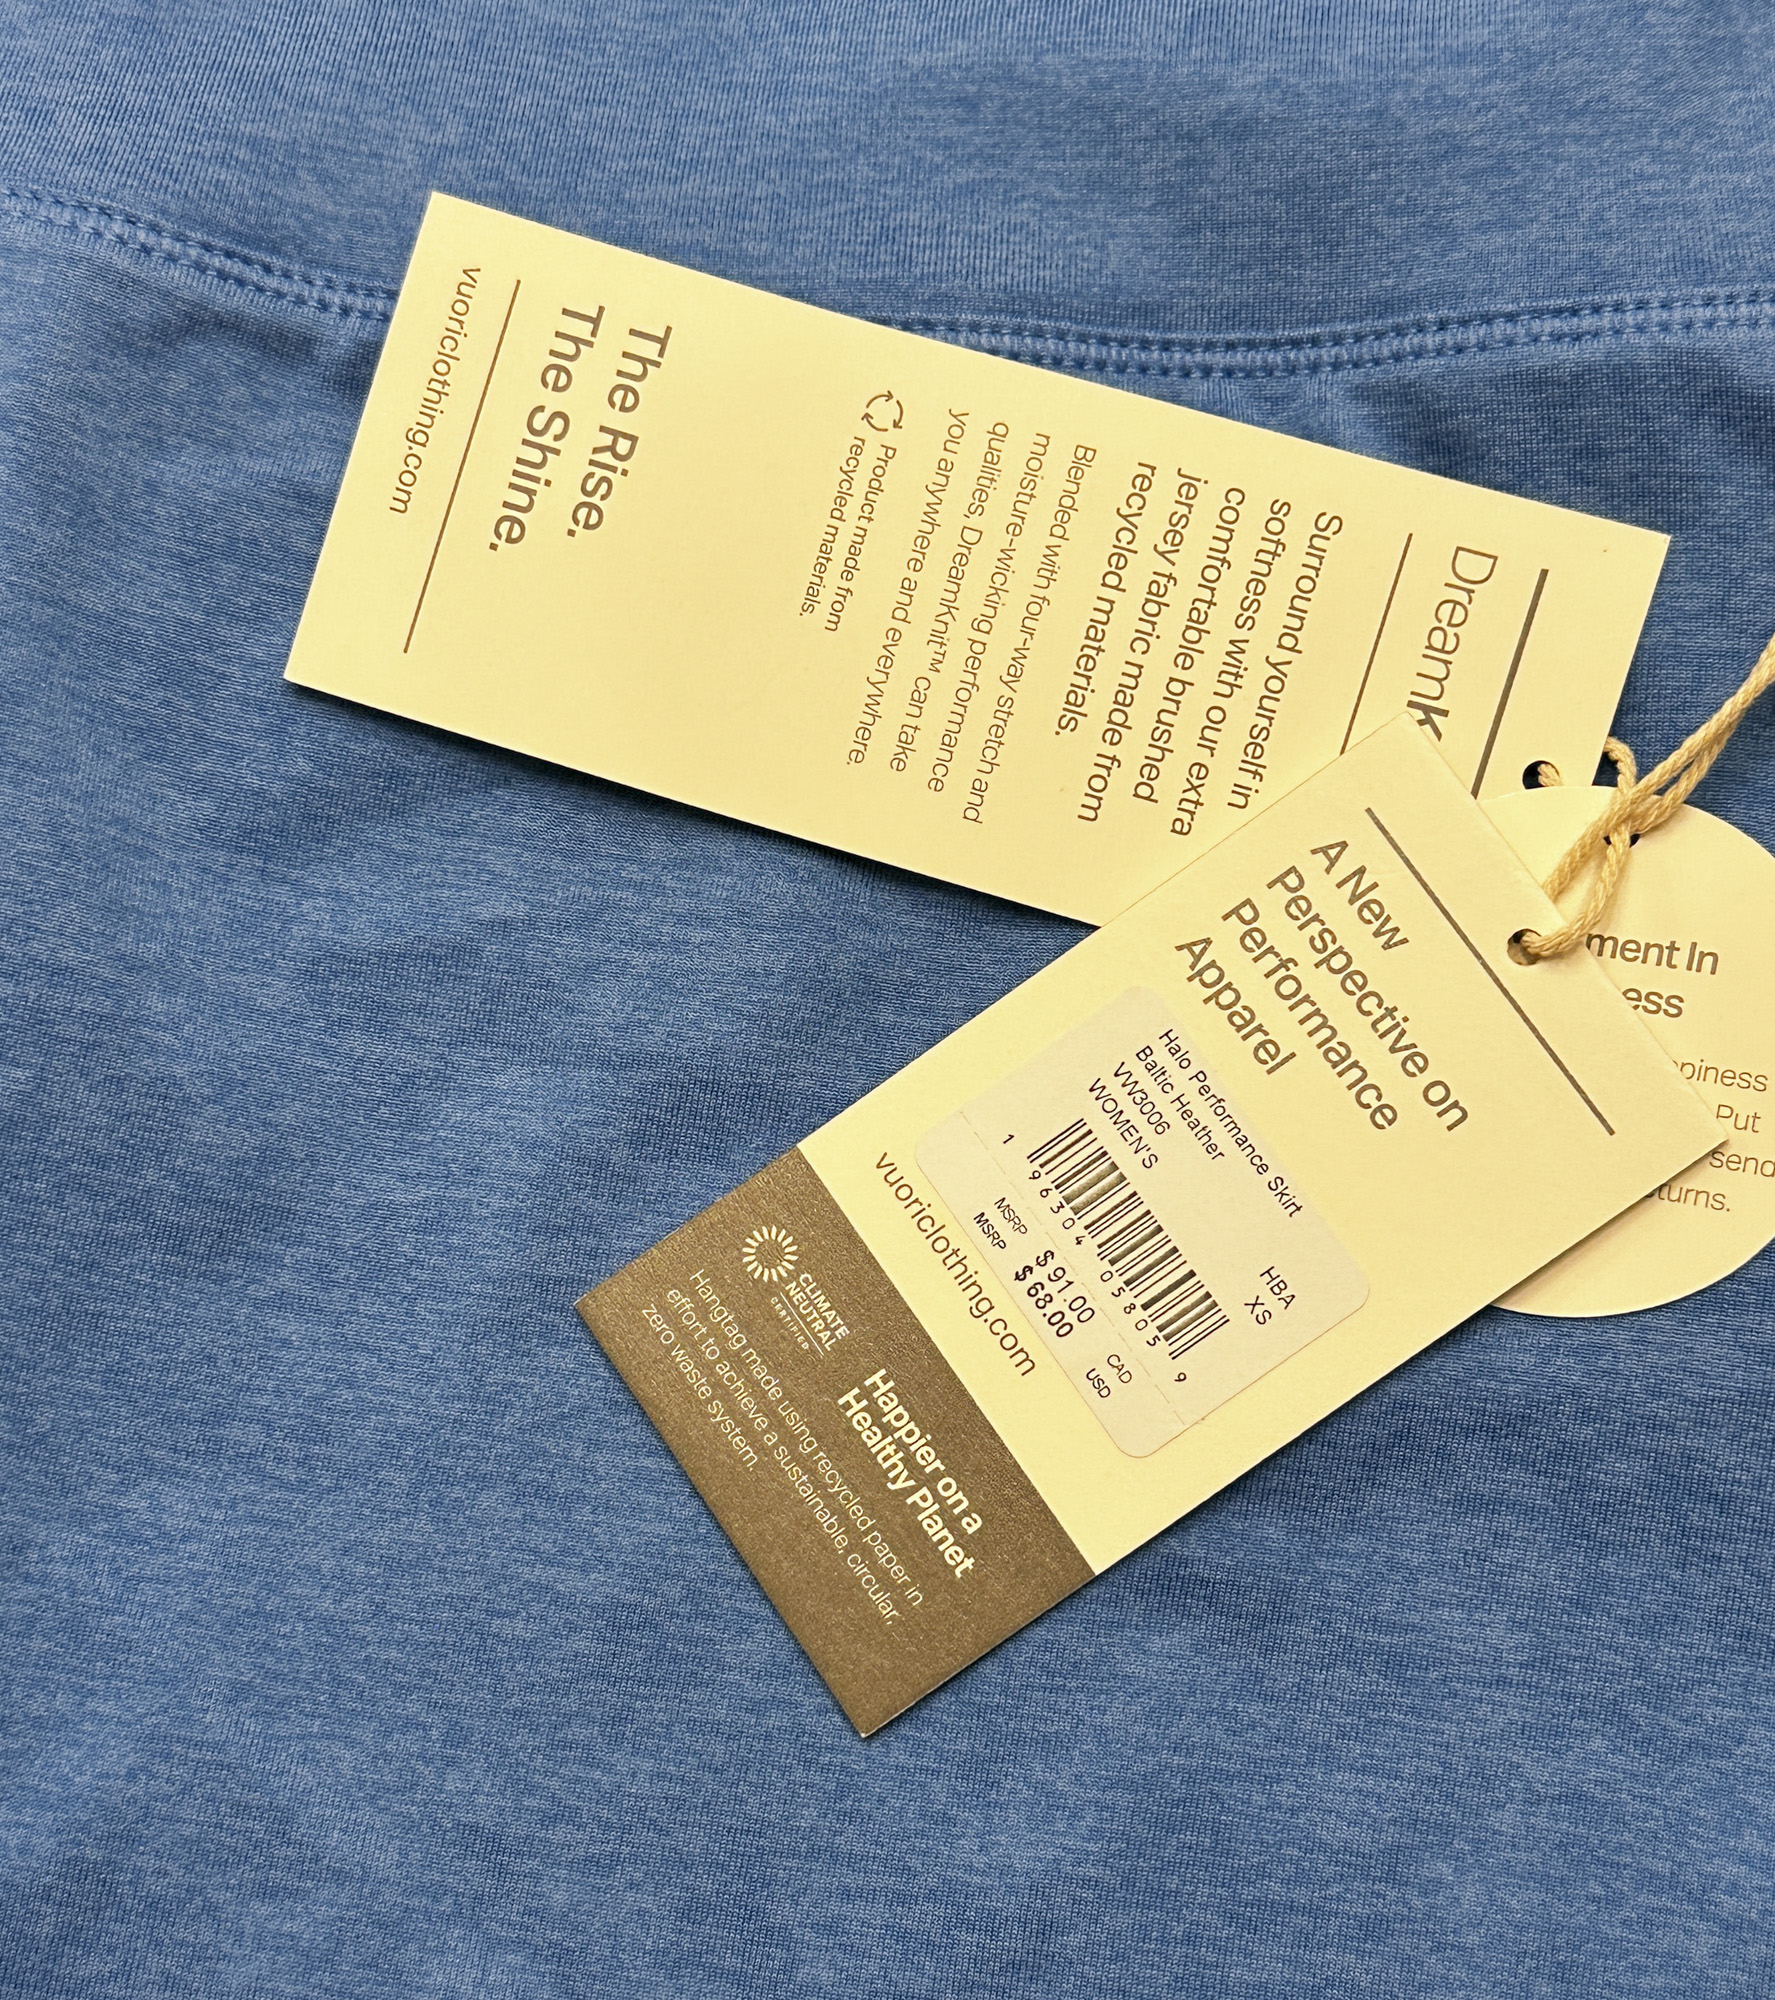 Dreamk
Surround yourself in
softness with our extra
comfortable brushed
jersey fabric made from
recycled materials.
Blended with four-way stretch and
moisture-wicking performance
qualities, DreamKnit™ can take
you anywhere and everywhere.
Product made from
recycled materials.
The Rise.
The Shine.
vuoriclothing.com
A New
Perspective on
Performance
Apparel
Halo Performance Skirt
Baltic Heather HBA
VW3006 XS
WOMEN'S
1 96304 05805 9
MSRP $91.00 CAD
MSRP $68.00 USD
vuoriclothing.com
CLIMATE
NEUTRAL
CERTIFIED
Happier on a
Healthy Planet
Hangtag made using recycled paper in
effort to achieve a sustainable, circular,
zero waste system.
ment In
ess
piness
Put
send
turns.